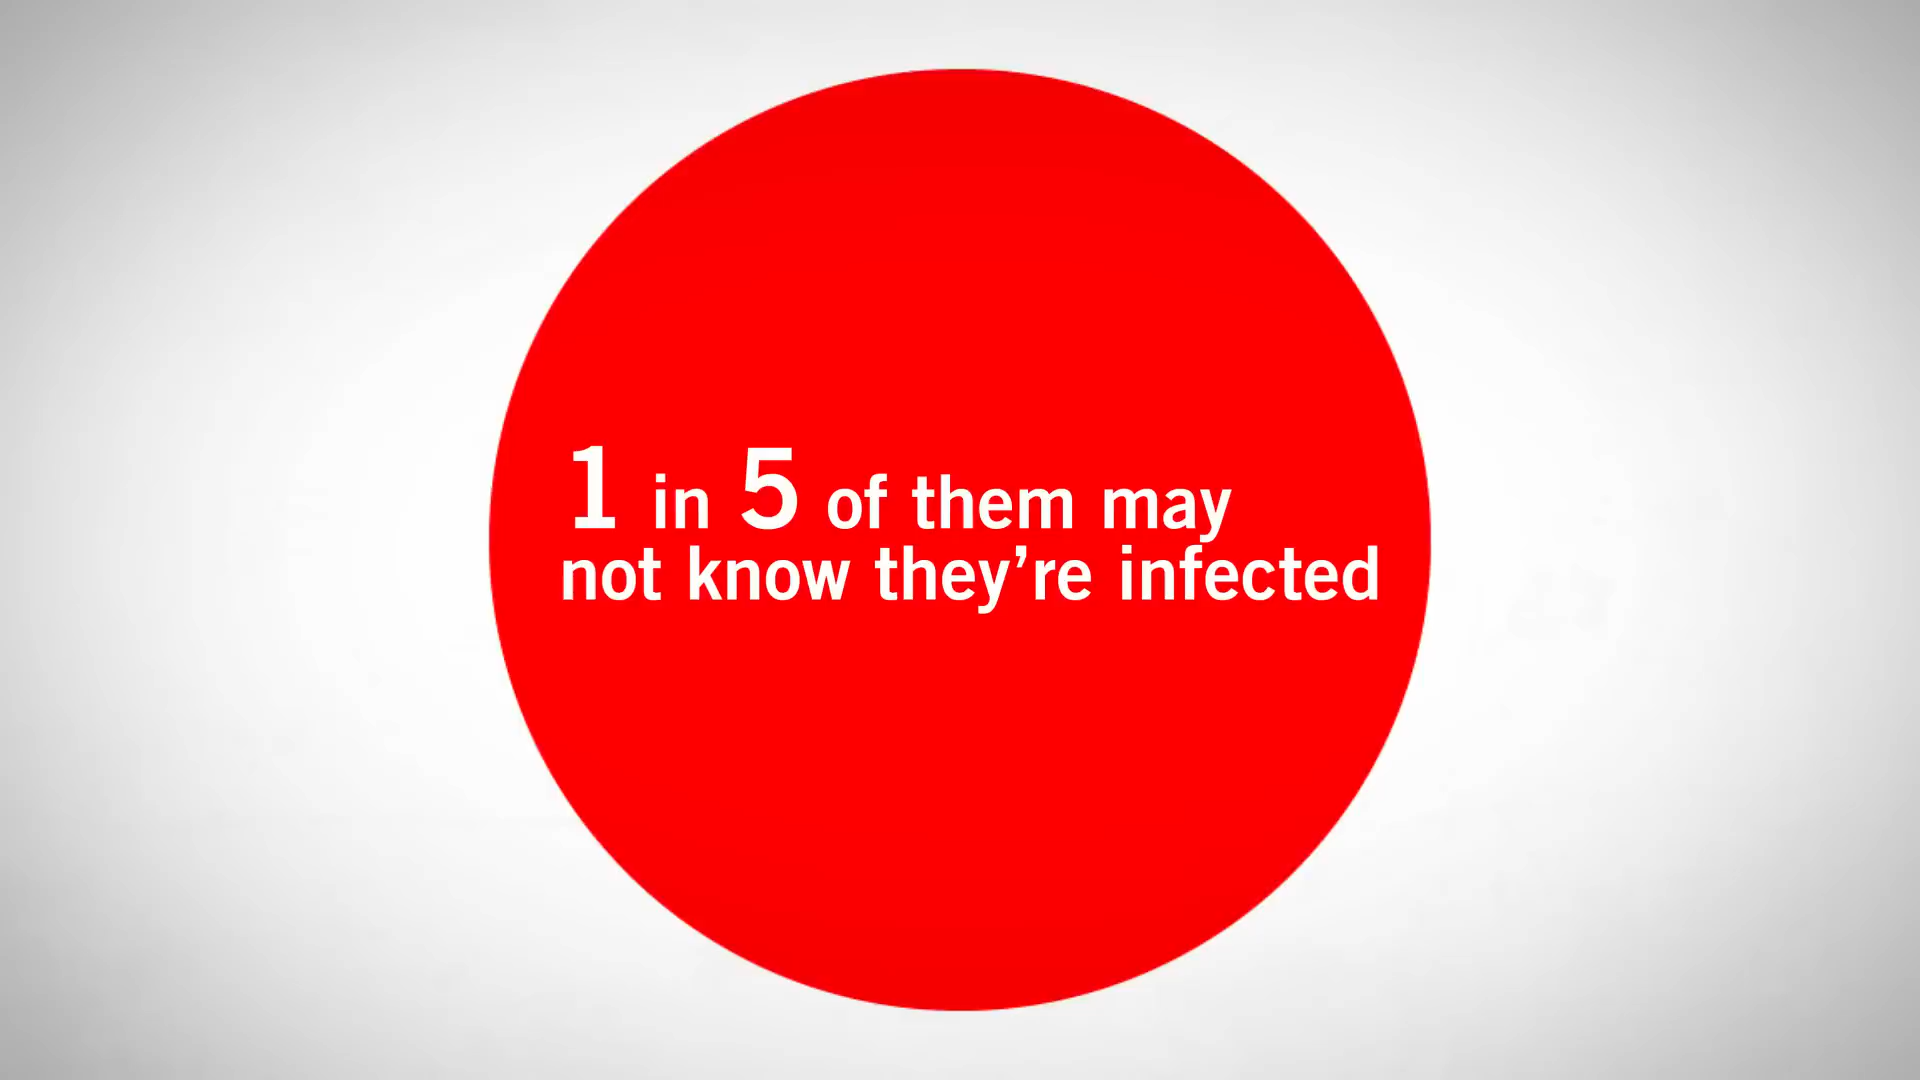 1 in 5 of them may
not know they’re infected